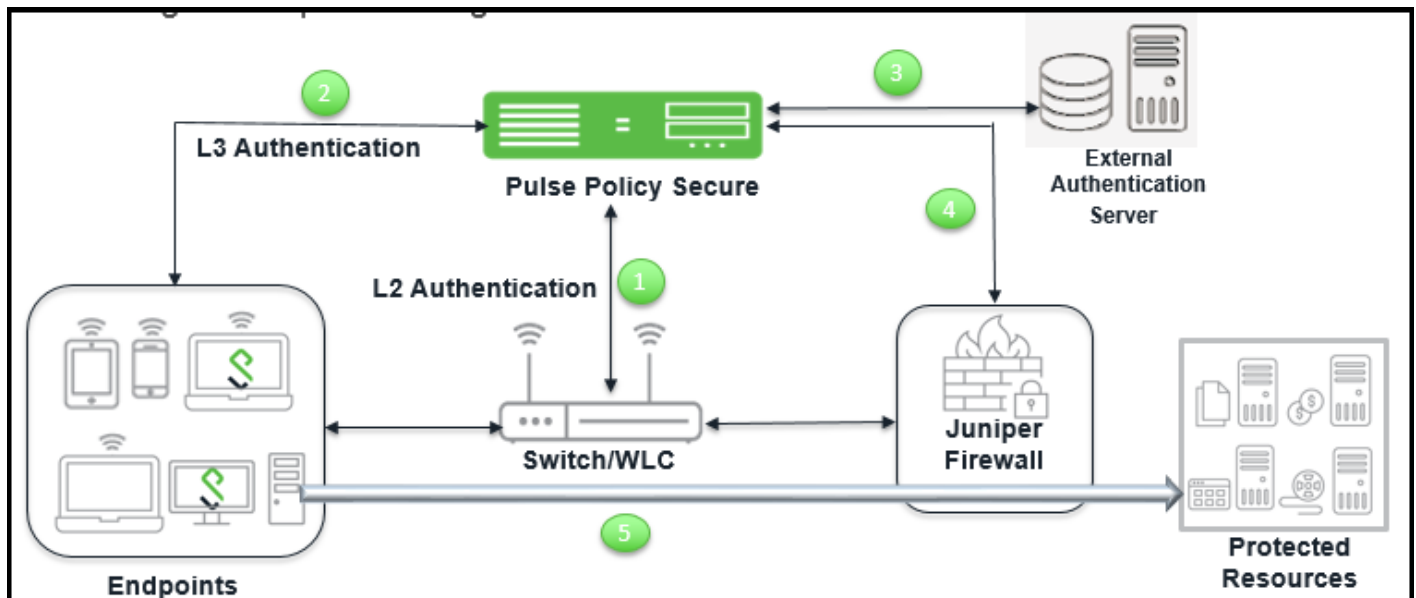 2
3
L3 Authentication
Pulse Policy Secure
External
Authentication
Server
4
L2 Authentication
1
Switch/WLC
Juniper
Firewall
5
Protected
Resources
Endpoints